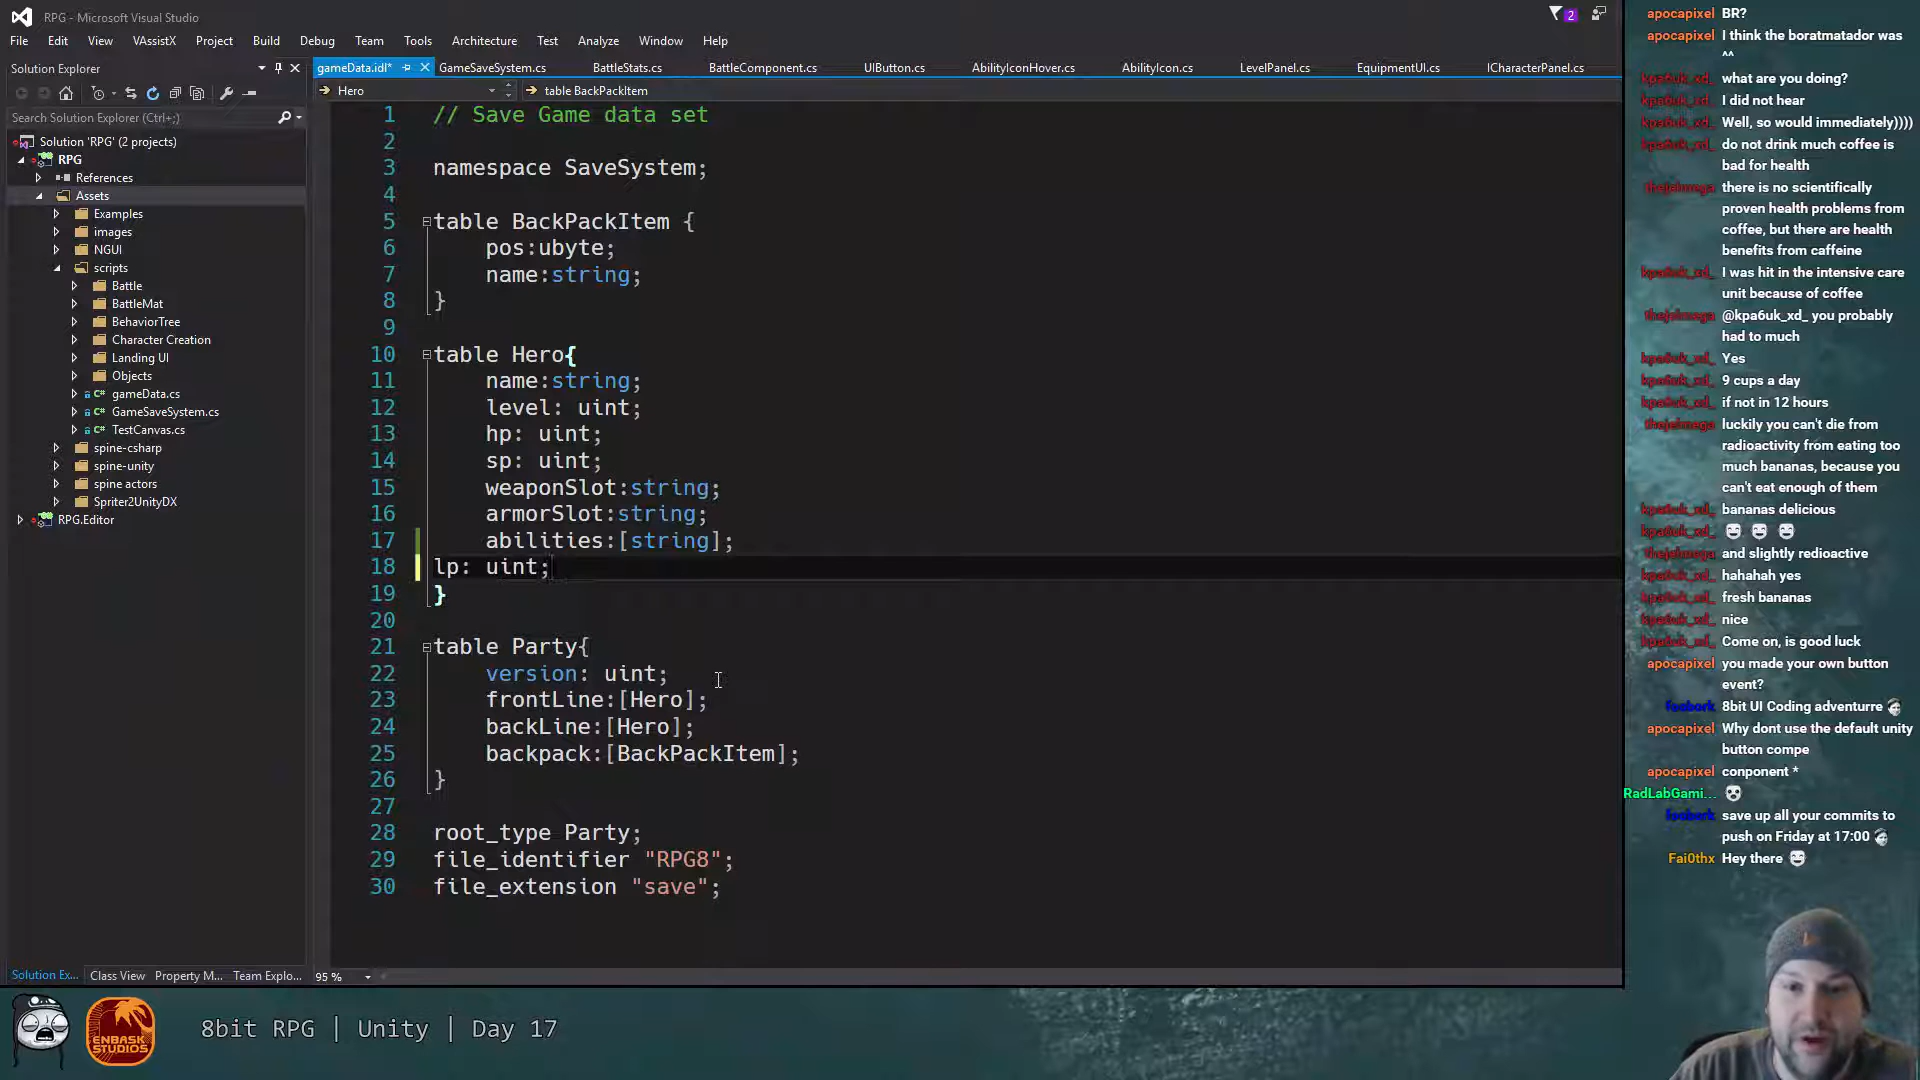 RPG - Microsoft Visual Studio
2
File Edit View VAssistX Project Build Debug Team Tools Architecture Test Analyze Window Help
Solution Explorer
Search Solution Explorer (Ctrl+;)
Solution 'RPG' (2 projects)
RPG
References
Assets
Examples
images
NGUI
scripts
Battle
BattleMat
BehaviorTree
Character Creation
Landing UI
Objects
gameData.cs
GameSaveSystem.cs
TestCanvas.cs
spine-csharp
spine-unity
spine actors
Spriter2UnityDX
RPG.Editor
Solution Ex... Class View Property M... Team Explo...
gameData.idl* GameSaveSystem.cs BattleStats.cs BattleComponent.cs UIButton.cs AbilityIconHover.cs AbilityIcon.cs LevelPanel.cs EquipmentUI.cs ICharacterPanel.cs
Hero table BackPackItem
1 // Save Game data set
2
3 namespace SaveSystem;
4
5 table BackPackItem {
6 pos:ubyte;
7 name:string;
8 }
9
10 table Hero{
11 name:string;
12 level: uint;
13 hp: uint;
14 sp: uint;
15 weaponSlot:string;
16 armorSlot:string;
17 abilities:[string];
18 lp: uint;
19 }
20
21 table Party{
22 version: uint;
23 frontLine:[Hero];
24 backLine:[Hero];
25 backpack:[BackPackItem];
26 }
27
28 root_type Party;
29 file_identifier "RPG8";
30 file_extension "save";
95 %
apocapixel BR?
apocapixel I think the boratmatador was
^^
kpa6uk_xd_ what are you doing?
kpa6uk_xd_ I did not hear
kpa6uk_xd_ Well, so would immediately))))
kpa6uk_xd_ do not drink much coffee is
bad for health
thejelmega there is no scientifically
proven health problems from
coffee, but there are health
benefits from caffeine
kpa6uk_xd_ I was hit in the intensive care
unit because of coffee
thejelmega @kpa6uk_xd_ you probably
had to much
kpa6uk_xd_ Yes
kpa6uk_xd_ 9 cups a day
kpa6uk_xd_ if not in 12 hours
thejelmega luckily you can't die from
radioactivity from eating too
much bananas, because you
can't eat enough of them
kpa6uk_xd_ bananas delicious
kpa6uk_xd_
thejelmega and slightly radioactive
kpa6uk_xd_ hahahah yes
kpa6uk_xd_ fresh bananas
kpa6uk_xd_ nice
kpa6uk_xd_ Come on, is good luck
apocapixel you made your own button
event?
foobork 8bit UI Coding adventurre
apocapixel Why dont use the default unity
button compe
apocapixel conponent *
RadLabGami...
foobork save up all your commits to
push on Friday at 17:00
Fai0thx Hey there
ENBASK
STUDIOS
8bit RPG | Unity | Day 17